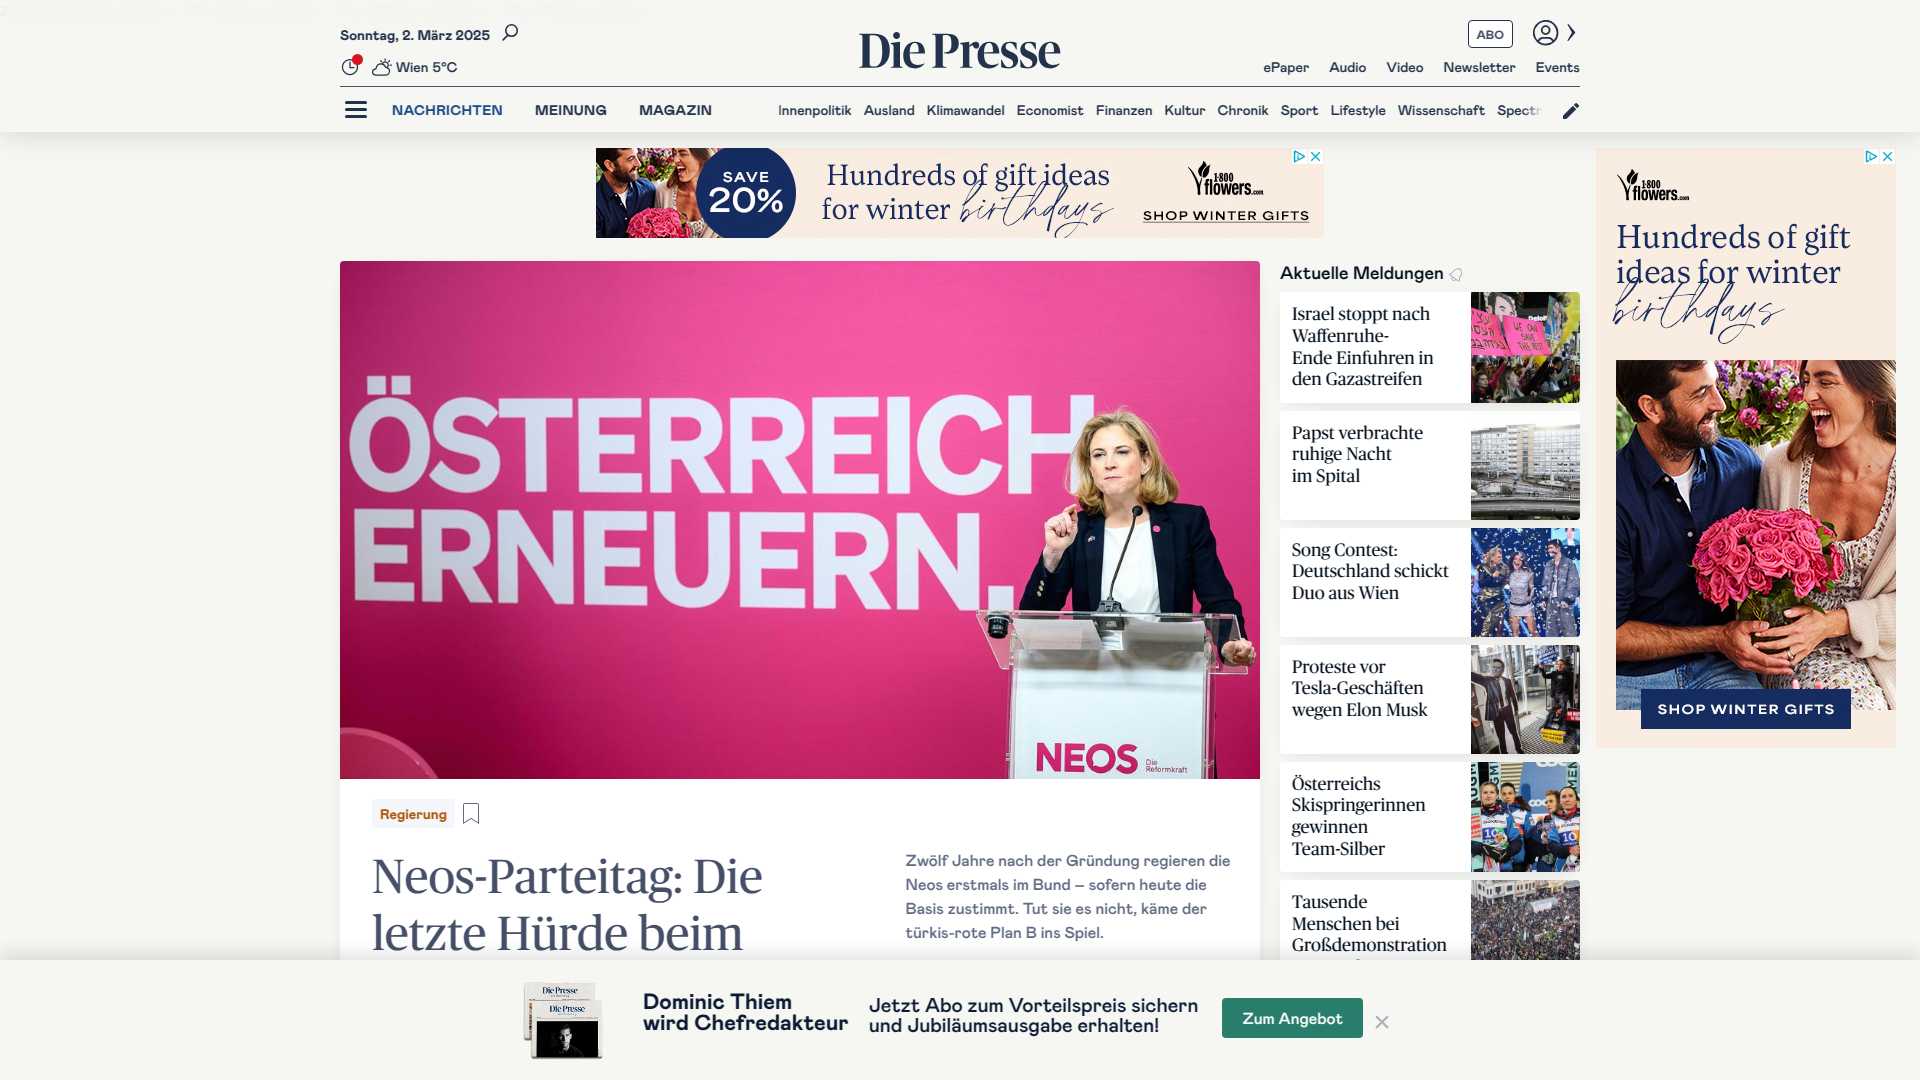 Sonntag, 2. März 2025
Die Presse
ABO
Wien 5°C
ePaper Audio Video Newsletter Events
NACHRICHTEN MEINUNG MAGAZIN
Innenpolitik Ausland Klimawandel Economist Finanzen Kultur Chronik Sport Lifestyle Wissenschaft Spectr
SAVE
20%
Hundreds of gift ideas
for winter birthdays
1-800
flowers.com
SHOP WINTER GIFTS
ÖSTERREICH
ERNEUERN.
NEOS
Die
Reformkraft
Regierung
Neos-Parteitag: Die
letzte Hürde beim
Zwölf Jahre nach der Gründung regieren die
Neos erstmals im Bund – sofern heute die
Basis zustimmt. Tut sie es nicht, käme der
türkis-rote Plan B ins Spiel.
Aktuelle Meldungen
Israel stoppt nach
Waffenruhe-
Ende Einfuhren in
den Gazastreifen
Papst verbrachte
ruhige Nacht
im Spital
Song Contest:
Deutschland schickt
Duo aus Wien
Proteste vor
Tesla-Geschäften
wegen Elon Musk
Österreichs
Skispringerinnen
gewinnen
Team-Silber
Tausende
Menschen bei
Großdemonstration
1-800
flowers.com
Hundreds of gift
ideas for winter
birthdays
SHOP WINTER GIFTS
Die Presse
Die Presse
Dominic Thiem
wird Chefredakteur
Jetzt Abo zum Vorteilspreis sichern
und Jubiläumsausgabe erhalten!
Zum Angebot